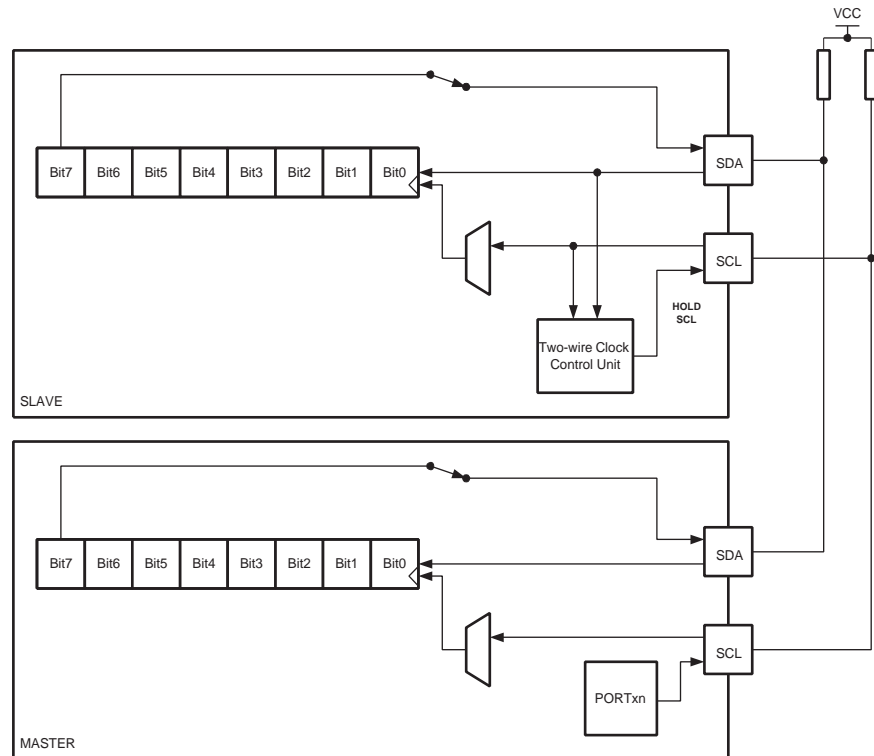 VCC
Bit7 Bit6 Bit5 Bit4 Bit3 Bit2 Bit1 Bit0
SDA
SCL
HOLD
SCL
Two-wire Clock
Control Unit
SLAVE
Bit7 Bit6 Bit5 Bit4 Bit3 Bit2 Bit1 Bit0
SDA
SCL
PORTxn
MASTER